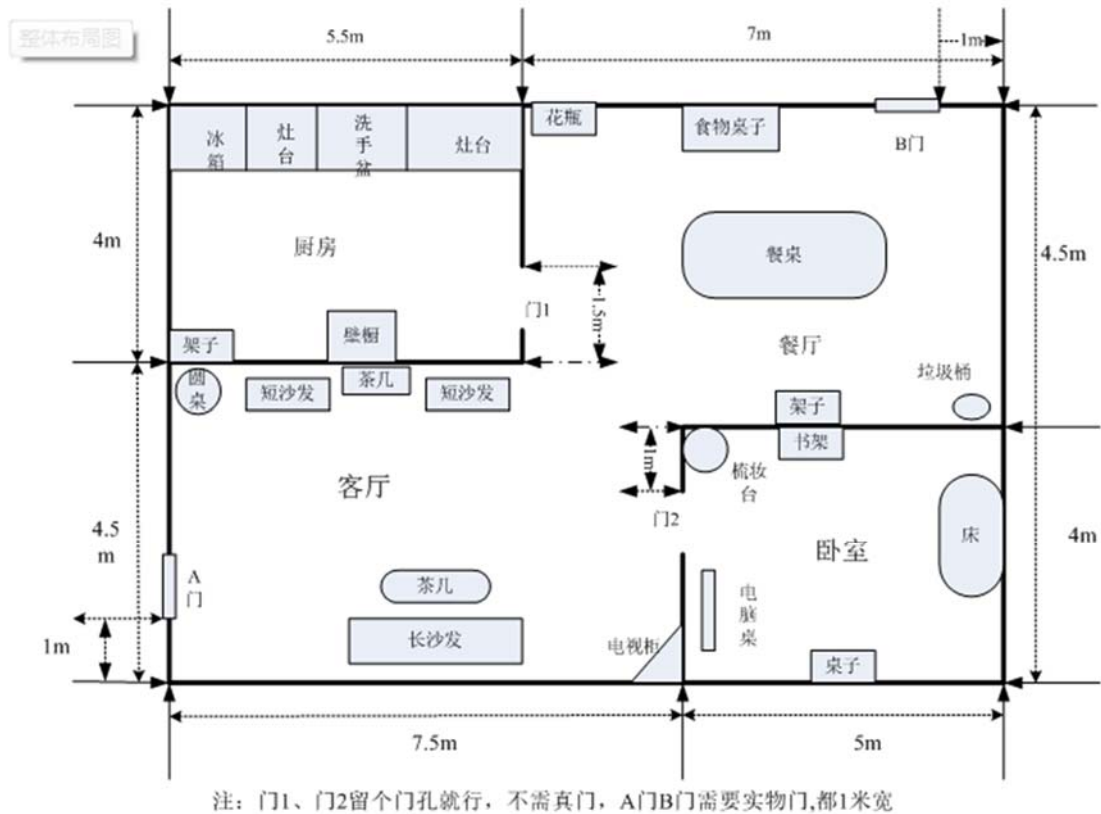 整体布局图
5.5m
7m
1m
冰箱
灶台
洗手盆
灶台
花瓶
食物桌子
B门
4m
厨房
餐桌
4.5m
门1
1.5m
架子
壁橱
餐厅
圆桌
短沙发
茶几
短沙发
垃圾桶
架子
书架
1m
梳妆台
客厅
门2
床
4.5m
卧室
4m
A门
茶几
电脑桌
1m
长沙发
电视柜
桌子
7.5m
5m
注：门1、门2留个门孔就行，不需真门，A门B门需要实物门,都1米宽